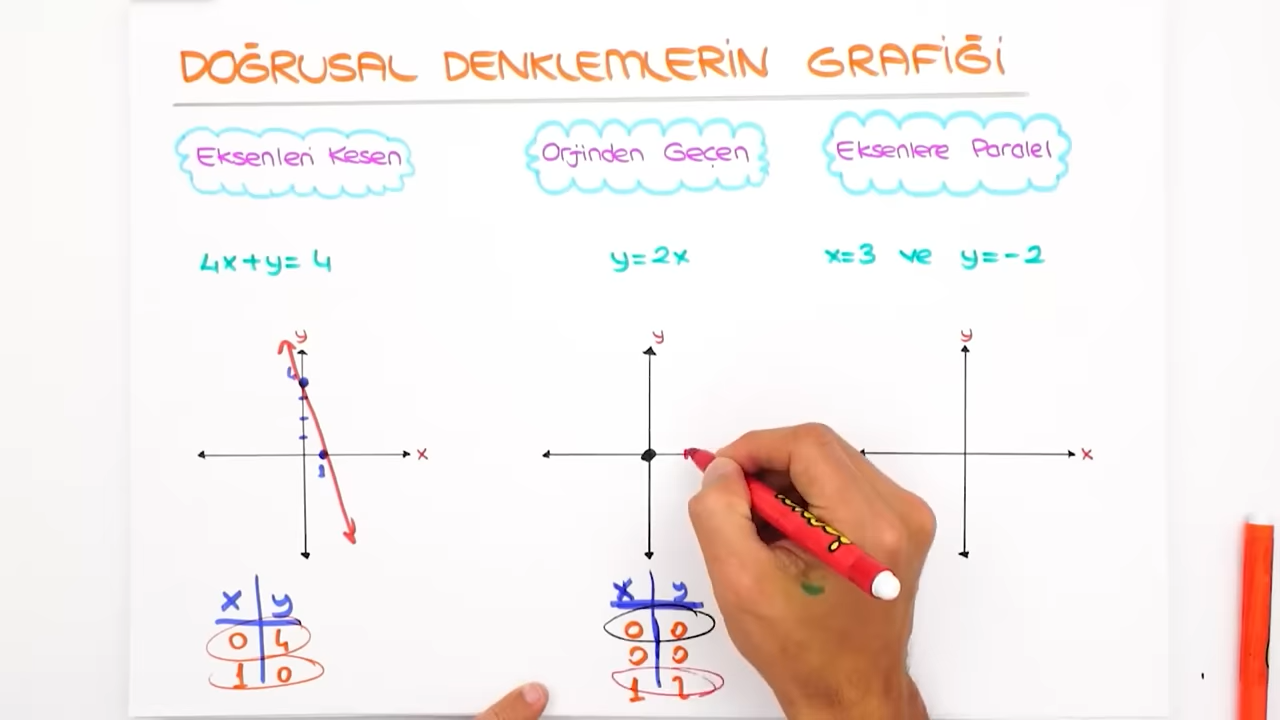 DOĞRUSAL DENKLEMLERİN GRAFİĞİ
Eksenleri Kesen
Orjinden Geçen
Eksenlere Paralel
4x+y=4
y=2x
x=3 ve y=-2
y
x
4
1
y
y
x
x y
0 4
1 0
x y
0 0
0 0
1 2